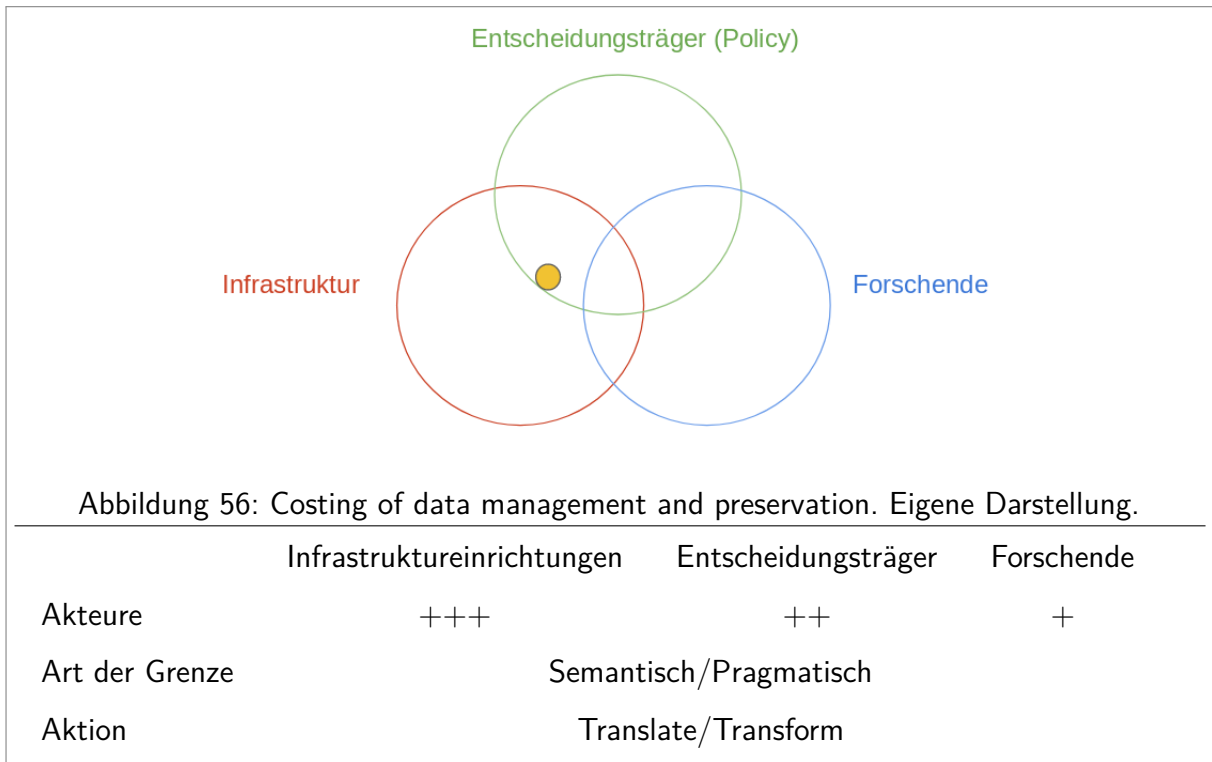 Entscheidungsträger (Policy)
Infrastruktur
Forschende
Abbildung 56: Costing of data management and preservation. Eigene Darstellung.
Infrastruktureinrichtungen Entscheidungsträger Forschende
Akteure +++ ++ +
Art der Grenze Semantisch/Pragmatisch
Aktion Translate/Transform